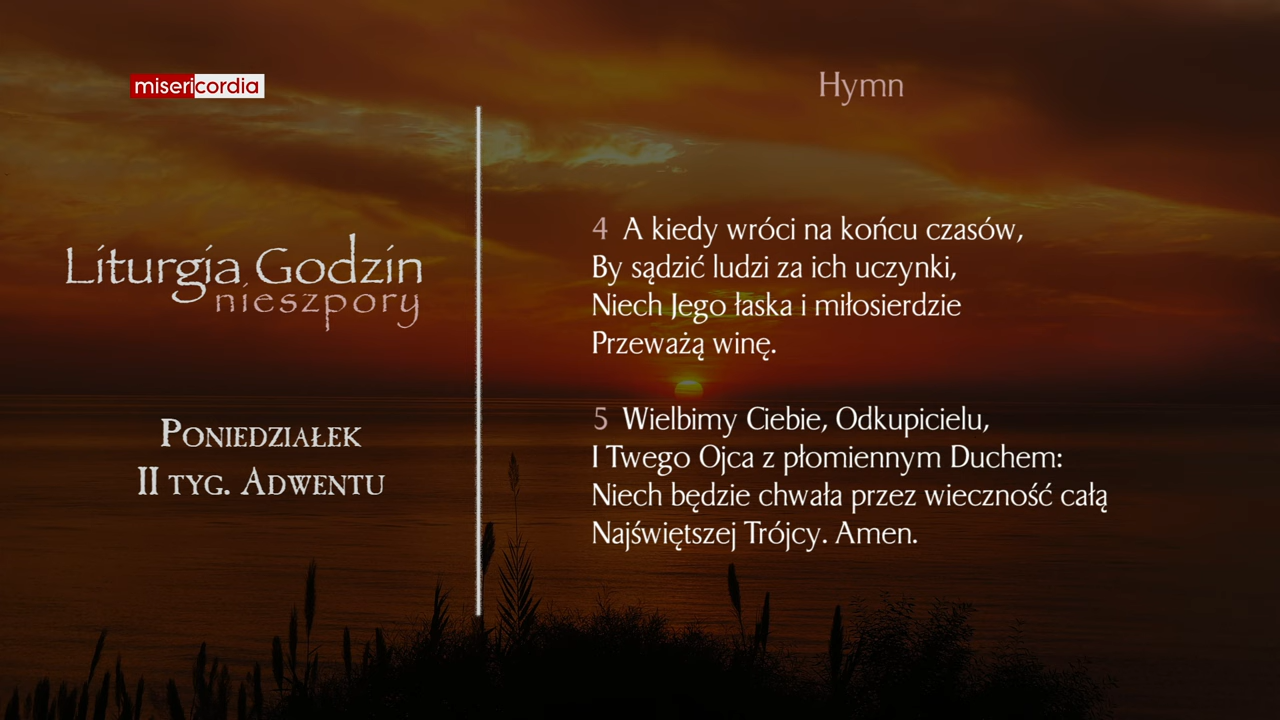 misericordia
Liturgia Godzin
nieszpory
Poniedziałek
II tyg. Adwentu
Hymn
4 A kiedy wróci na końcu czasów,
By sądzić ludzi za ich uczynki,
Niech Jego łaska i miłosierdzie
Przeważą winę.
5 Wielbimy Ciebie, Odkupicielu,
I Twego Ojca z płomiennym Duchem:
Niech będzie chwała przez wieczność całą
Najświętszej Trójcy. Amen.